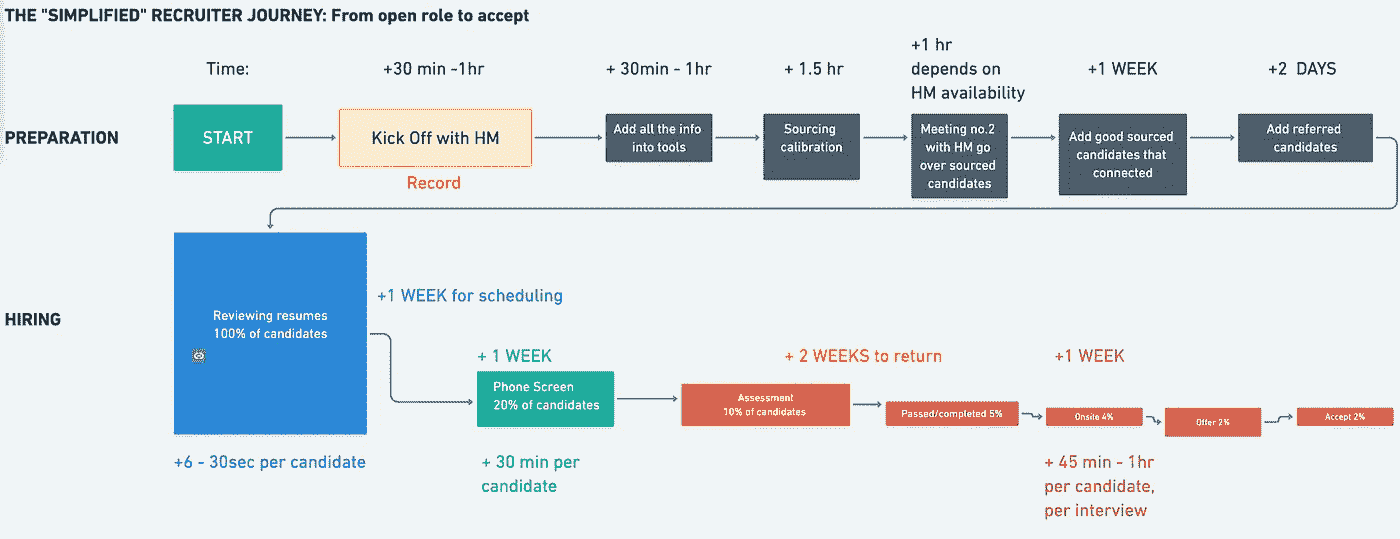 THE "SIMPLIFIED" RECRUITER JOURNEY: From open role to accept
Time:
+30 min ~1hr
+ 30min - 1hr
+ 1.5 hr
+1 hr
depends on
HM availability
+1 WEEK
+2 DAYS
PREPARATION
START
Kick Off with HM
Record
Add all the info
into tools
Sourcing
calibration
Meeting no.2
with HM go
over sourced
candidates
Add good sourced
candidates that
connected
Add referred
candidates
HIRING
Reviewing resumes
100% of candidates
+1 WEEK for scheduling
+6 - 30sec per candidate
+ 1 WEEK
Phone Screen
20% of candidates
+ 30 min per
candidate
+ 2 WEEKS to return
Assessment
10% of candidates
Passed/completed 5%
+1 WEEK
Onsite 4%
+ 45 min - 1hr
per candidate,
per interview
Offer 2%
Accept 2%